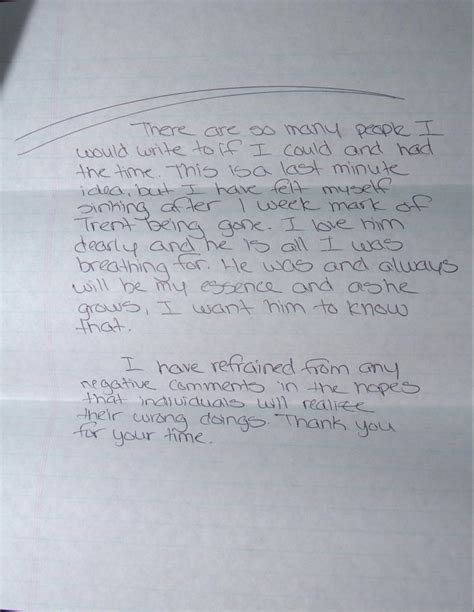 There are so many people I
would write to if I could and had
the time. This is a last minute
idea, but I have felt myself
sinking after 1 week mark of
Trent being gone. I love him
dearly and he is all I was
breathing for. He was and always
will be my essence and as he
grows, I want him to know
that.
I have refrained from any
negative comments in the hopes
that individuals will realize
their wrong doings. Thank you
for your time.